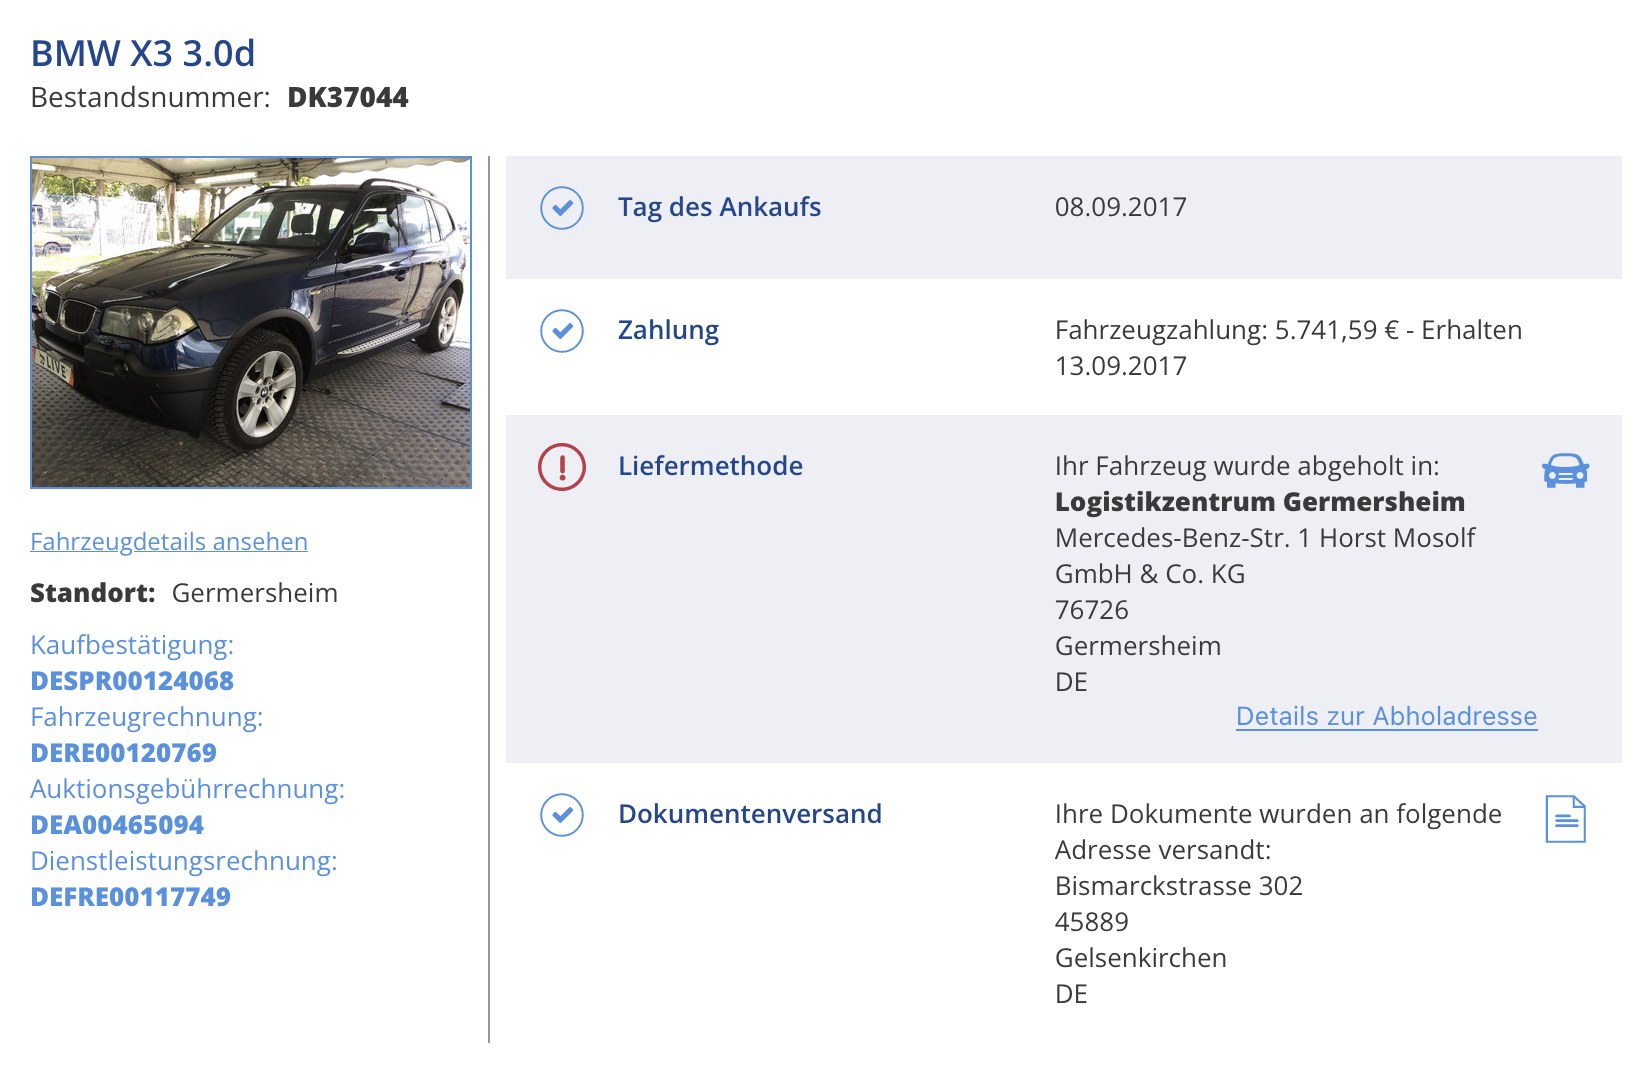 BMW X3 3.0d
Bestandsnummer: DK37044
LIVE
Fahrzeugdetails ansehen
Standort: Germersheim
Kaufbestätigung:
DESPR00124068
Fahrzeugrechnung:
DERE00120769
Auktionsgebührrechnung:
DEA00465094
Dienstleistungsrechnung:
DEFRE00117749
Tag des Ankaufs 08.09.2017
Zahlung Fahrzeugzahlung: 5.741,59 € - Erhalten
13.09.2017
Liefermethode Ihr Fahrzeug wurde abgeholt in:
Logistikzentrum Germersheim
Mercedes-Benz-Str. 1 Horst Mosolf
GmbH & Co. KG
76726
Germersheim
DE
Details zur Abholadresse
Dokumentenversand Ihre Dokumente wurden an folgende
Adresse versandt:
Bismarckstrasse 302
45889
Gelsenkirchen
DE